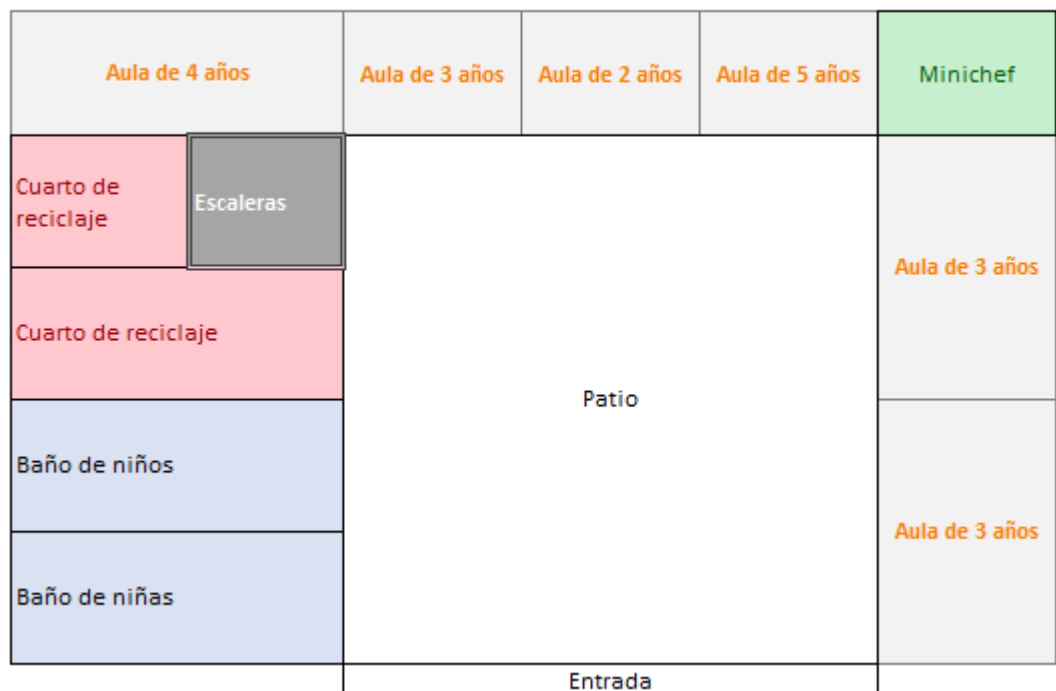 Aula de 4 años
Aula de 3 años
Aula de 2 años
Aula de 5 años
Minichef
Cuarto de
reciclaje
Escaleras
Aula de 3 años
Cuarto de reciclaje
Patio
Baño de niños
Aula de 3 años
Baño de niñas
Entrada